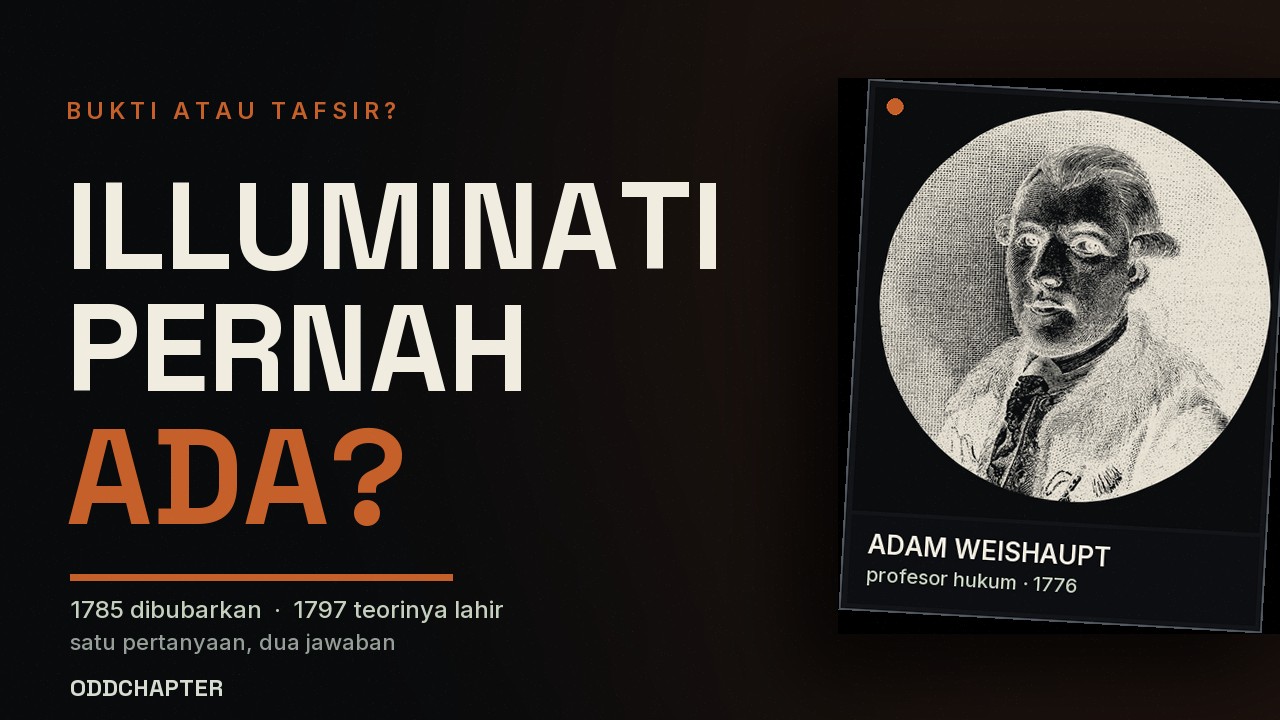 BUKTI ATAU TAFSIR?
ILLUMINATI
PERNAH
ADA?
1785 dibubarkan · 1797 teorinya lahir
satu pertanyaan, dua jawaban
ODDCHAPTER
ADAM WEISHAUPT
profesor hukum · 1776